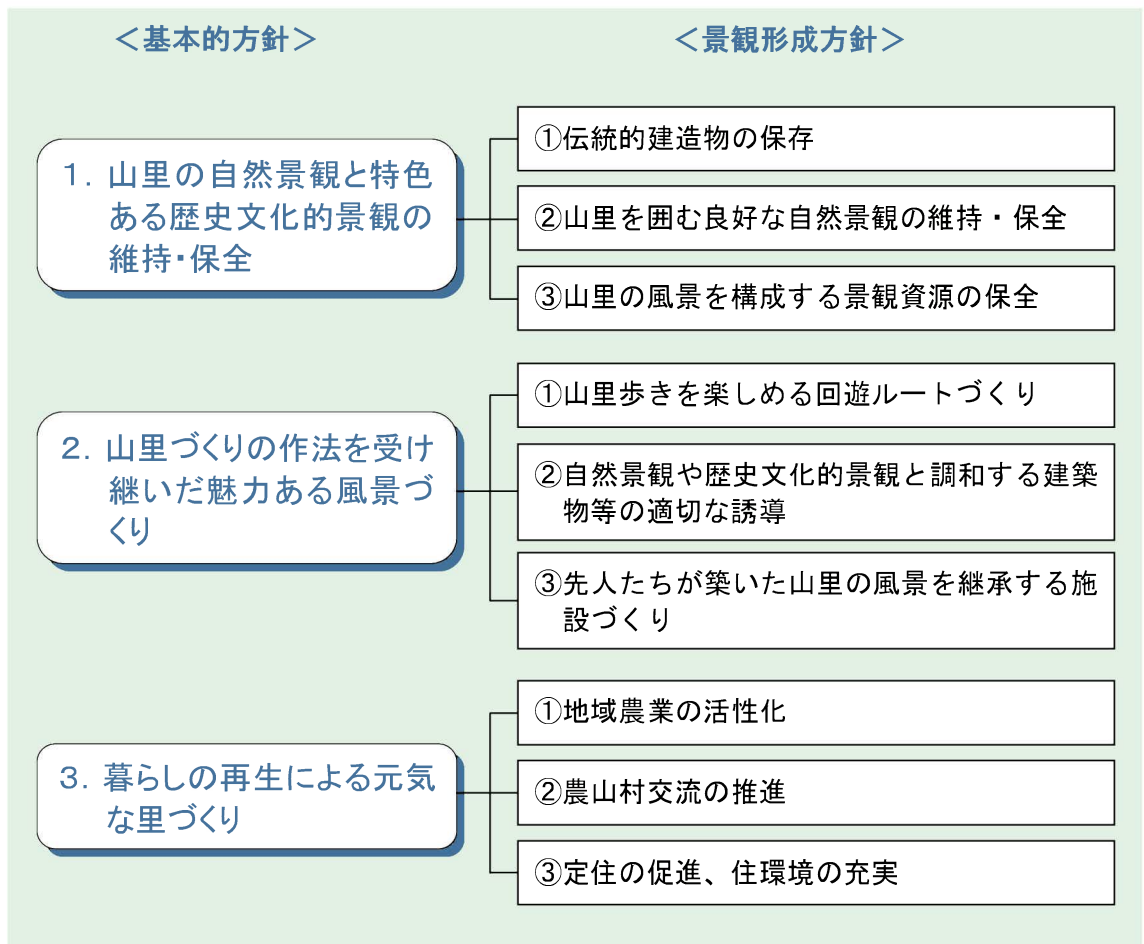 ＜基本的方針＞
＜景観形成方針＞
１．山里の自然景観と特色
ある歴史文化的景観の
維持・保全
①伝統的建造物の保存
②山里を囲む良好な自然景観の維持・保全
③山里の風景を構成する景観資源の保全
２．山里づくりの作法を受け
継いだ魅力ある風景づ
くり
①山里歩きを楽しめる回遊ルートづくり
②自然景観や歴史文化的景観と調和する建築
物等の適切な誘導
③先人たちが築いた山里の風景を継承する施
設づくり
３．暮らしの再生による元気
な里づくり
①地域農業の活性化
②農山村交流の推進
③定住の促進、住環境の充実